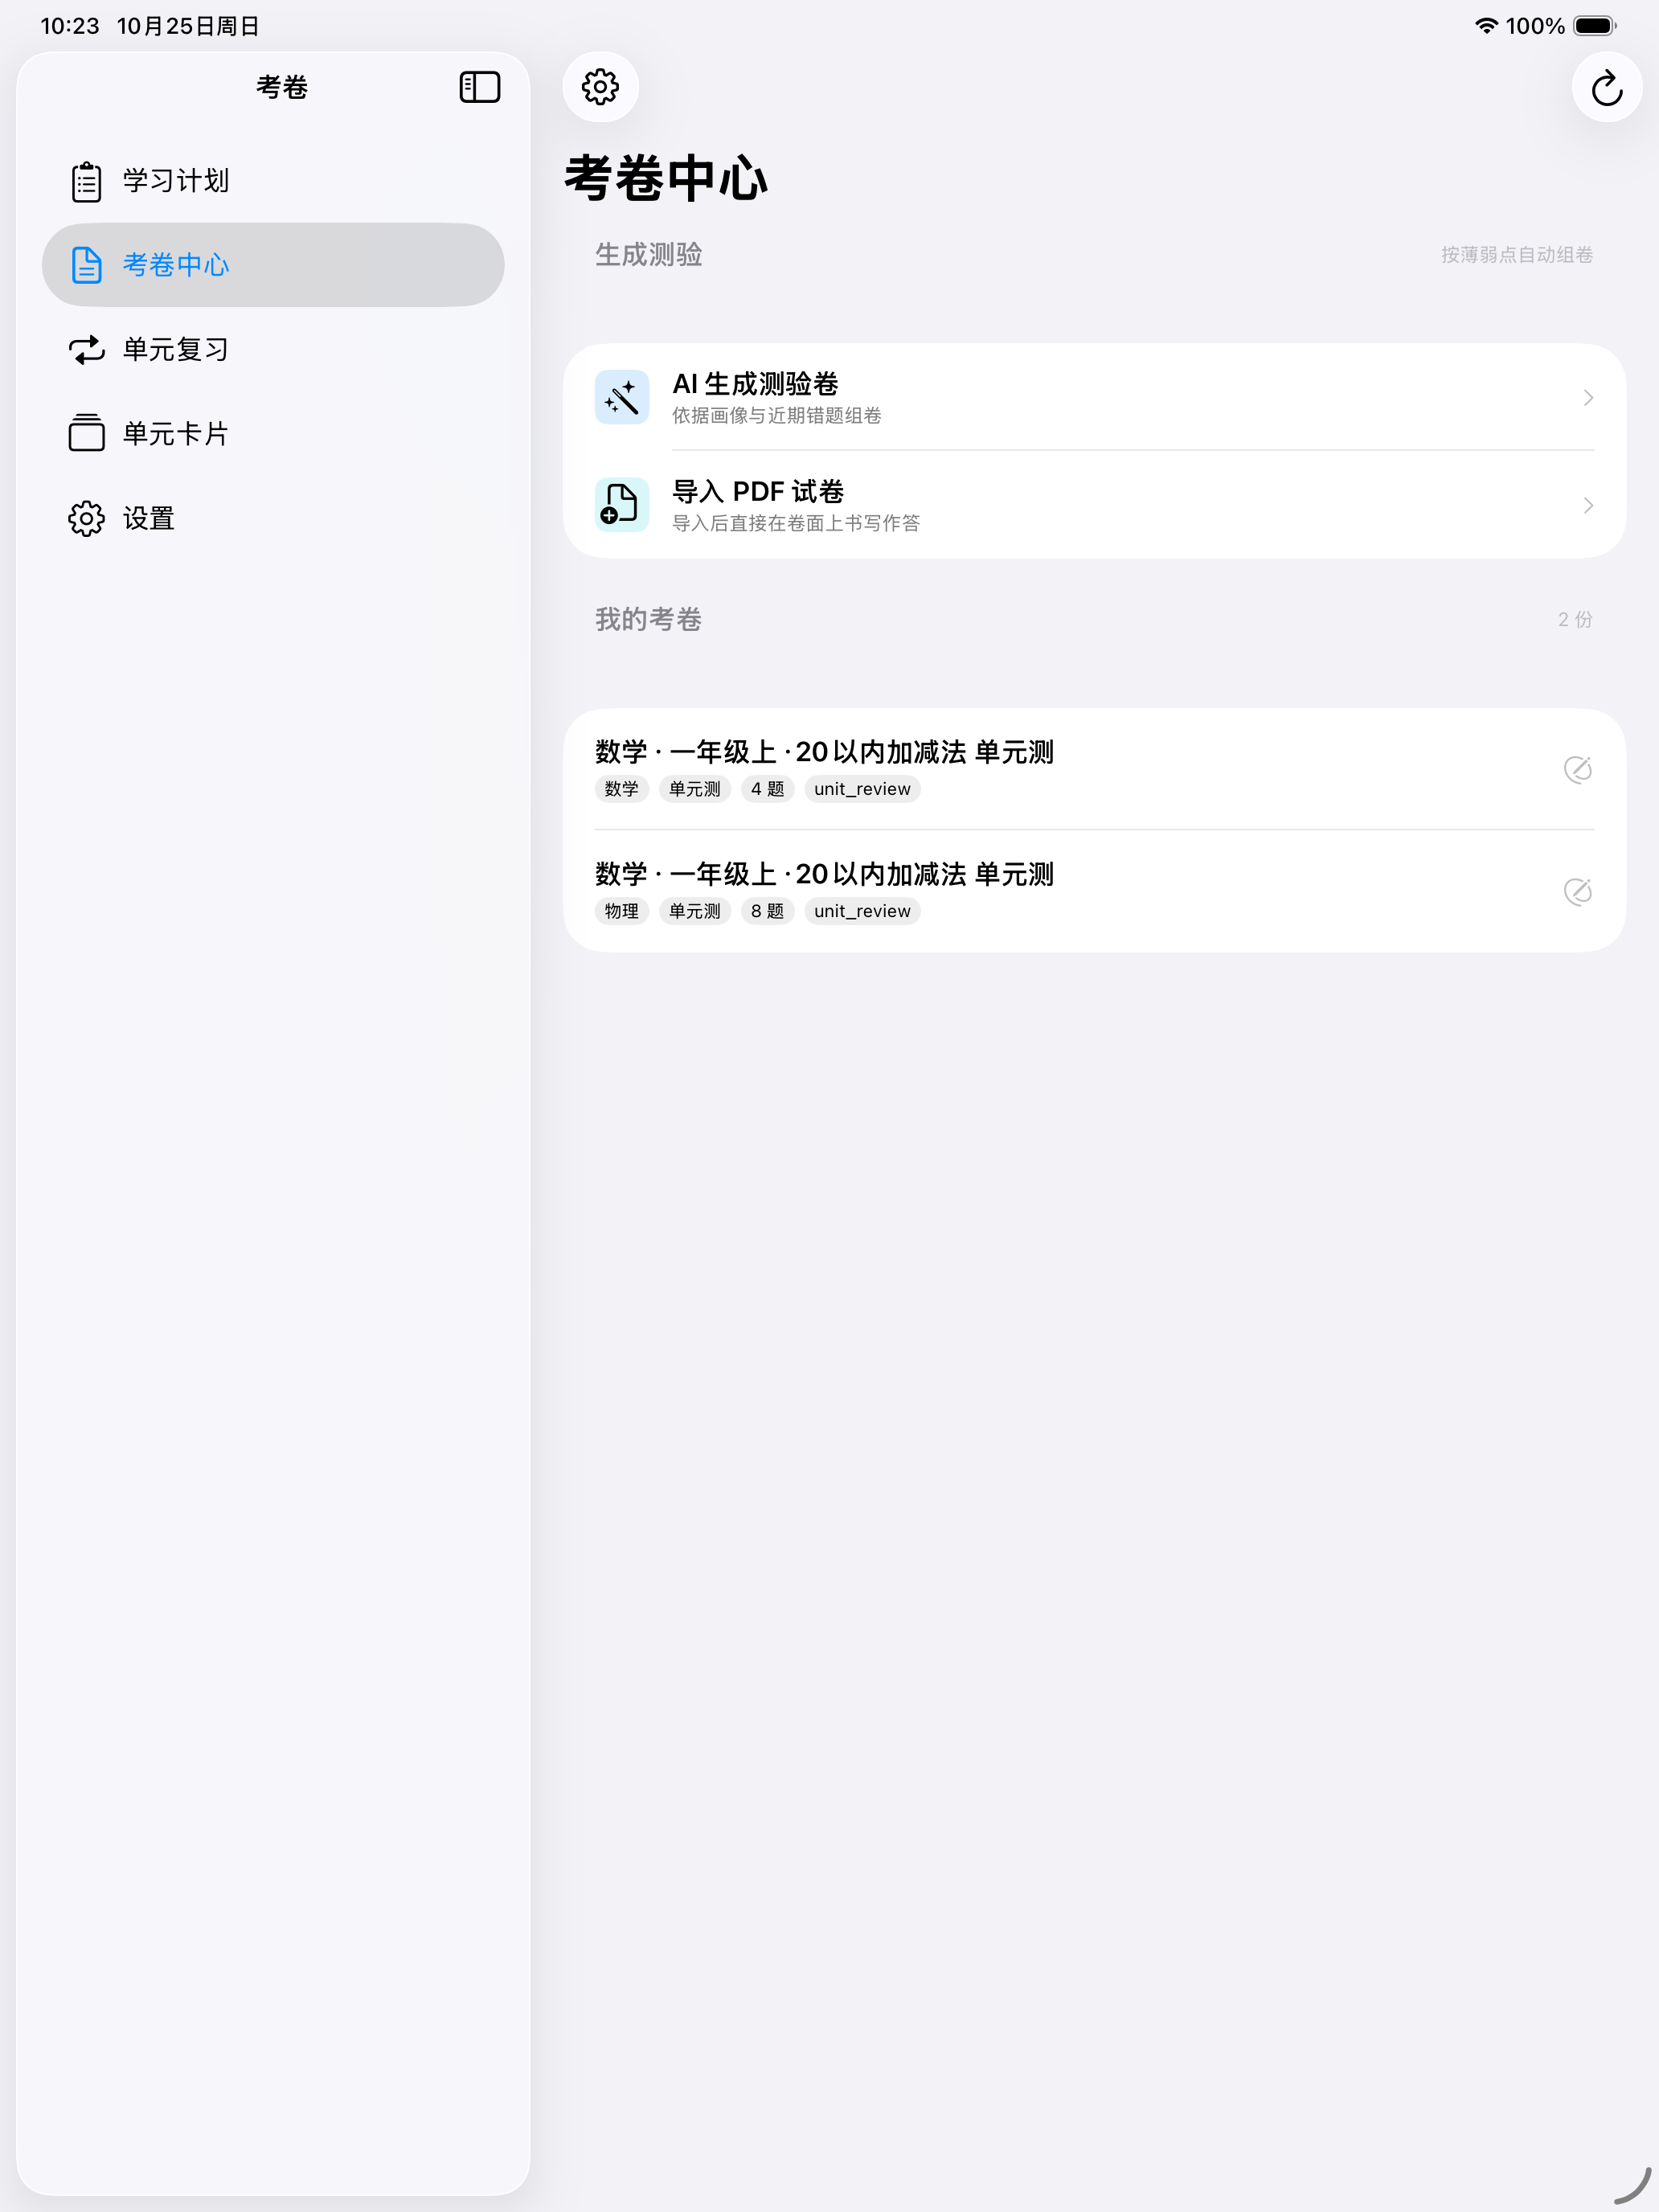 10:23 10月25日周日
100%
考卷
学习计划
考卷中心
单元复习
单元卡片
设置
考卷中心
生成测验
按薄弱点自动组卷
AI 生成测验卷
依据画像与近期错题组卷
导入 PDF 试卷
导入后直接在卷面上书写作答
我的考卷
2 份
数学 · 一年级上 · 20以内加减法 单元测
数学 单元测 4 题 unit_review
数学 · 一年级上 · 20以内加减法 单元测
物理 单元测 8 题 unit_review